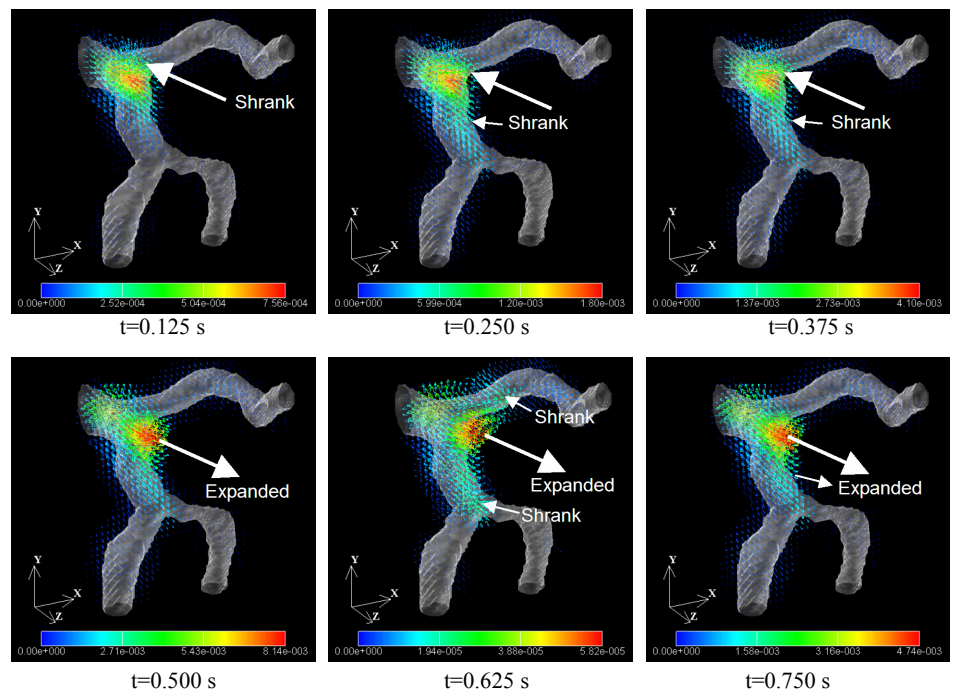 Shrank
Y
X
Z
0.00e+000 2.52e-004 5.04e-004 7.56e-004
t=0.125 s
Shrank
Y
X
Z
0.00e+000 5.99e-004 1.20e-003 1.80e-003
t=0.250 s
Shrank
Y
X
Z
0.00e+000 1.37e-003 2.73e-003 4.10e-003
t=0.375 s
Expanded
Y
X
Z
0.00e+000 2.71e-003 5.43e-003 8.14e-003
t=0.500 s
Shrank
Expanded
Shrank
Y
X
Z
0.00e+000 1.94e-005 3.88e-005 5.82e-005
t=0.625 s
Expanded
Y
X
Z
0.00e+000 1.58e-003 3.16e-003 4.74e-003
t=0.750 s